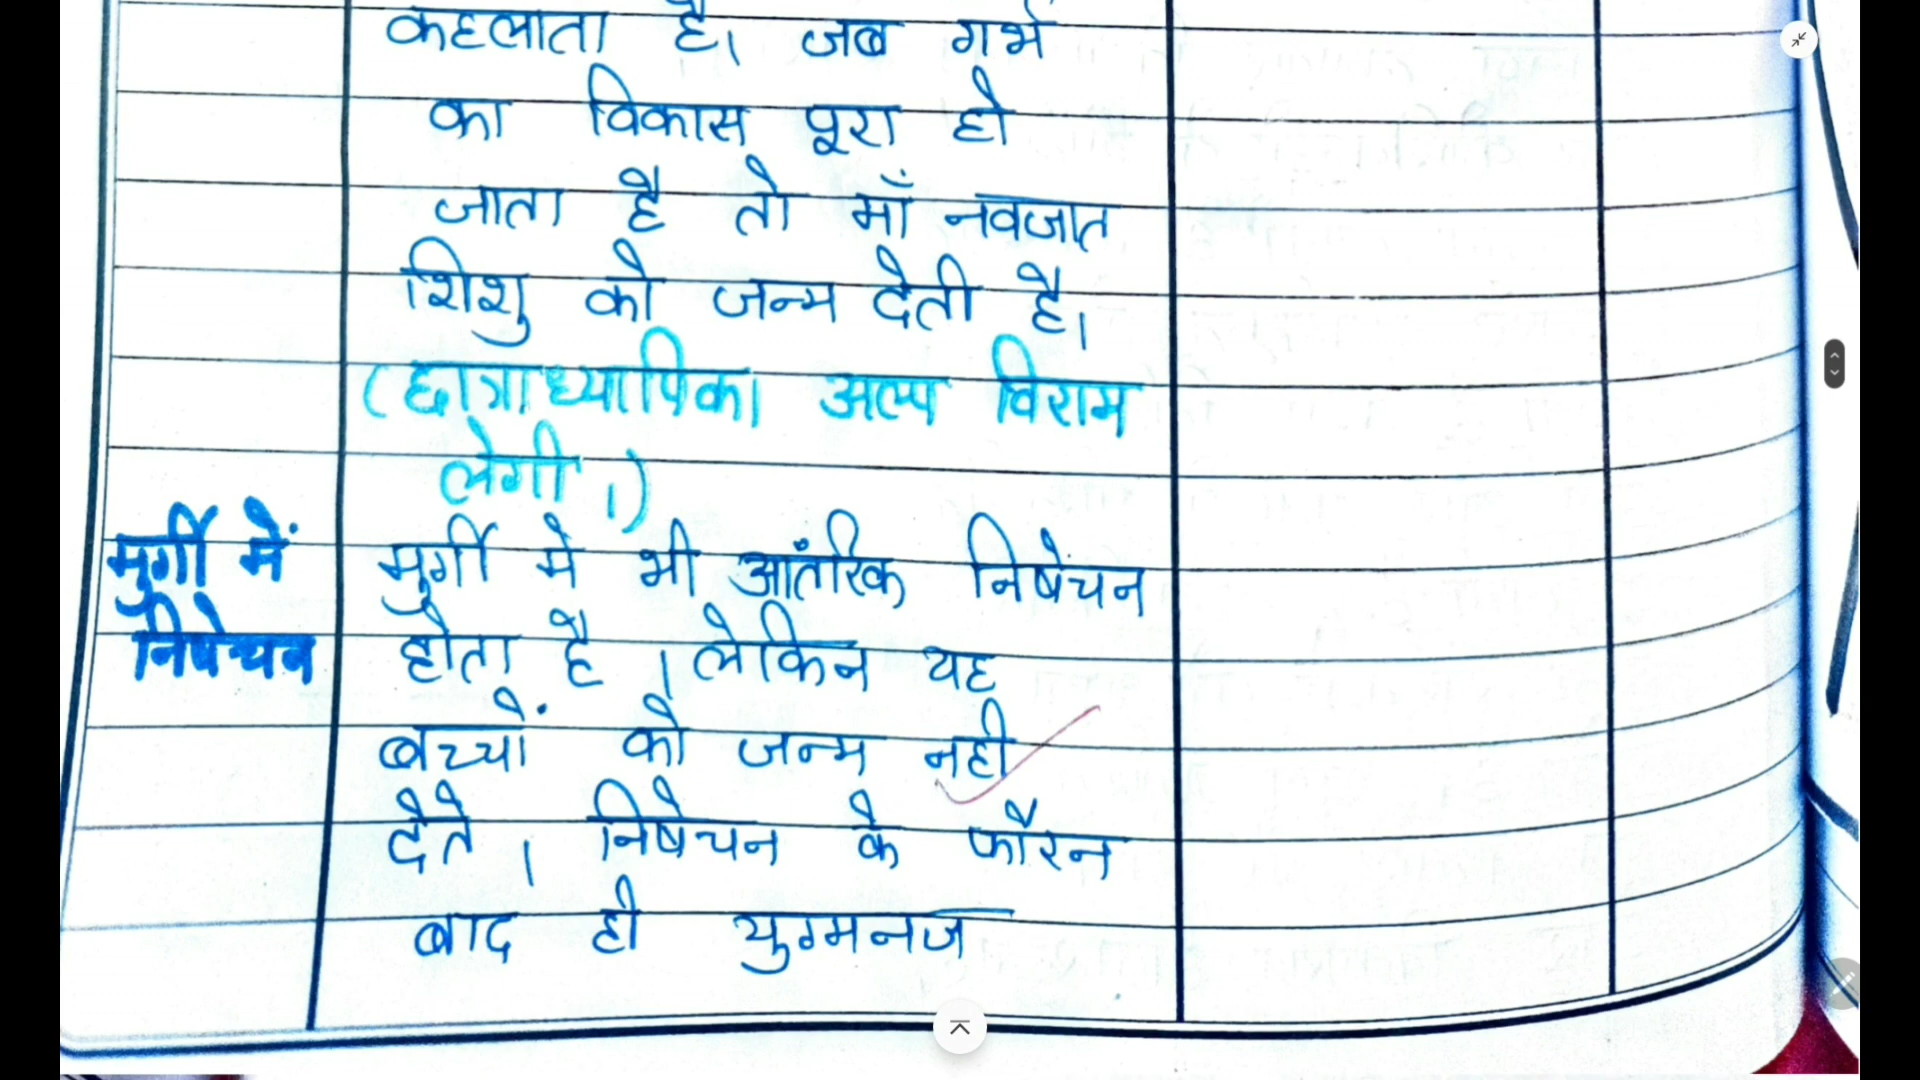 कहलाता है। जब गर्भ
का विकास पूरा हो
जाता है तो माँ नवजात
शिशु को जन्म देती है।
(छात्राध्यापिका अल्प विराम
लेगी।)
मुर्गी में
निषेचन
मुर्गी मे भी आंतरिक निषेचन
होता है। लेकिन यह
बच्चों को जन्म नही
देते। निषेचन के फौरन
बाद ही युग्मनज